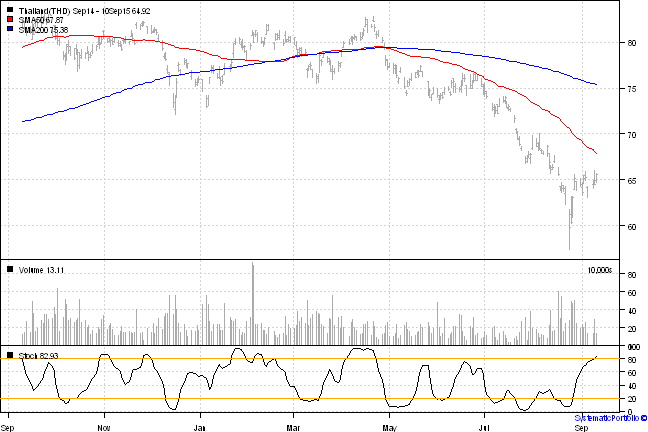 Thailand(THD) Sep14 - 10Sep15 64.92
SMA60 67.87
SMA200 75.38
80
75
70
65
60
Volume 13.11
10,000s
80
60
40
20
0
Stoch 82.93
100
80
60
40
20
0
Sep
Nov
Jan
Mar
May
Jul
Sep
SystematicPortfolio ©